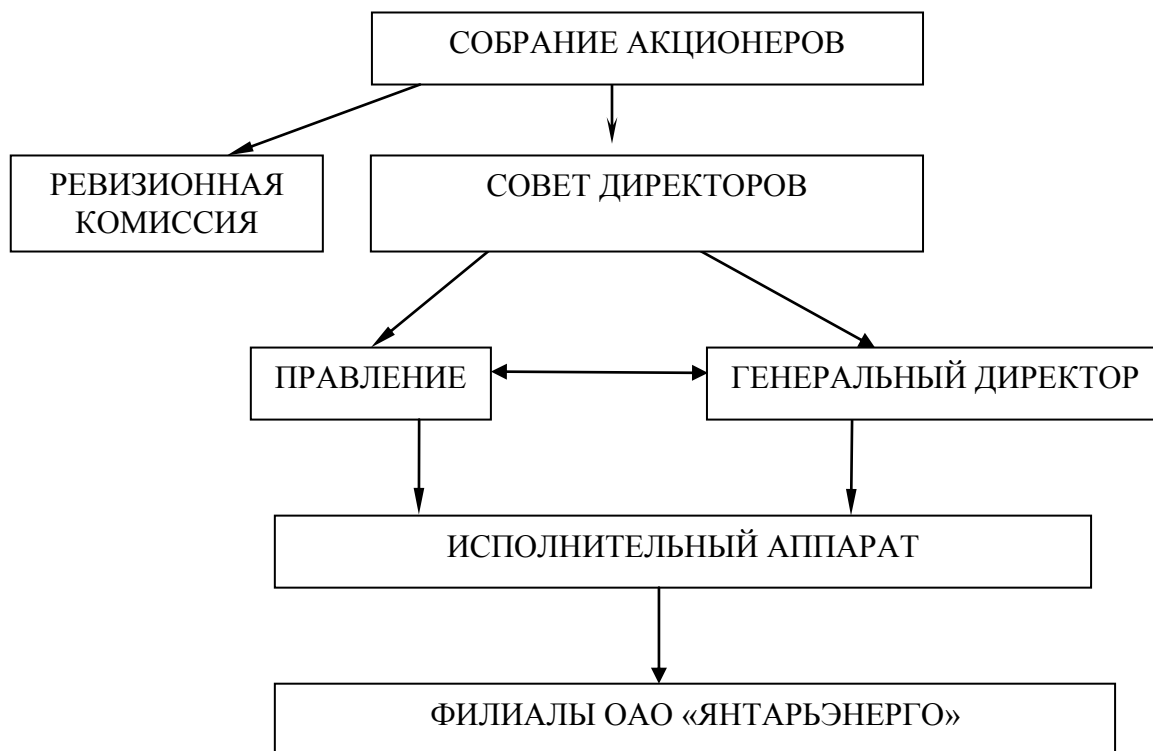 СОБРАНИЕ АКЦИОНЕРОВ
РЕВИЗИОННАЯ
КОМИССИЯ
СОВЕТ ДИРЕКТОРОВ
ПРАВЛЕНИЕ
ГЕНЕРАЛЬНЫЙ ДИРЕКТОР
ИСПОЛНИТЕЛЬНЫЙ АППАРАТ
ФИЛИАЛЫ ОАО «ЯНТАРЬЭНЕРГО»